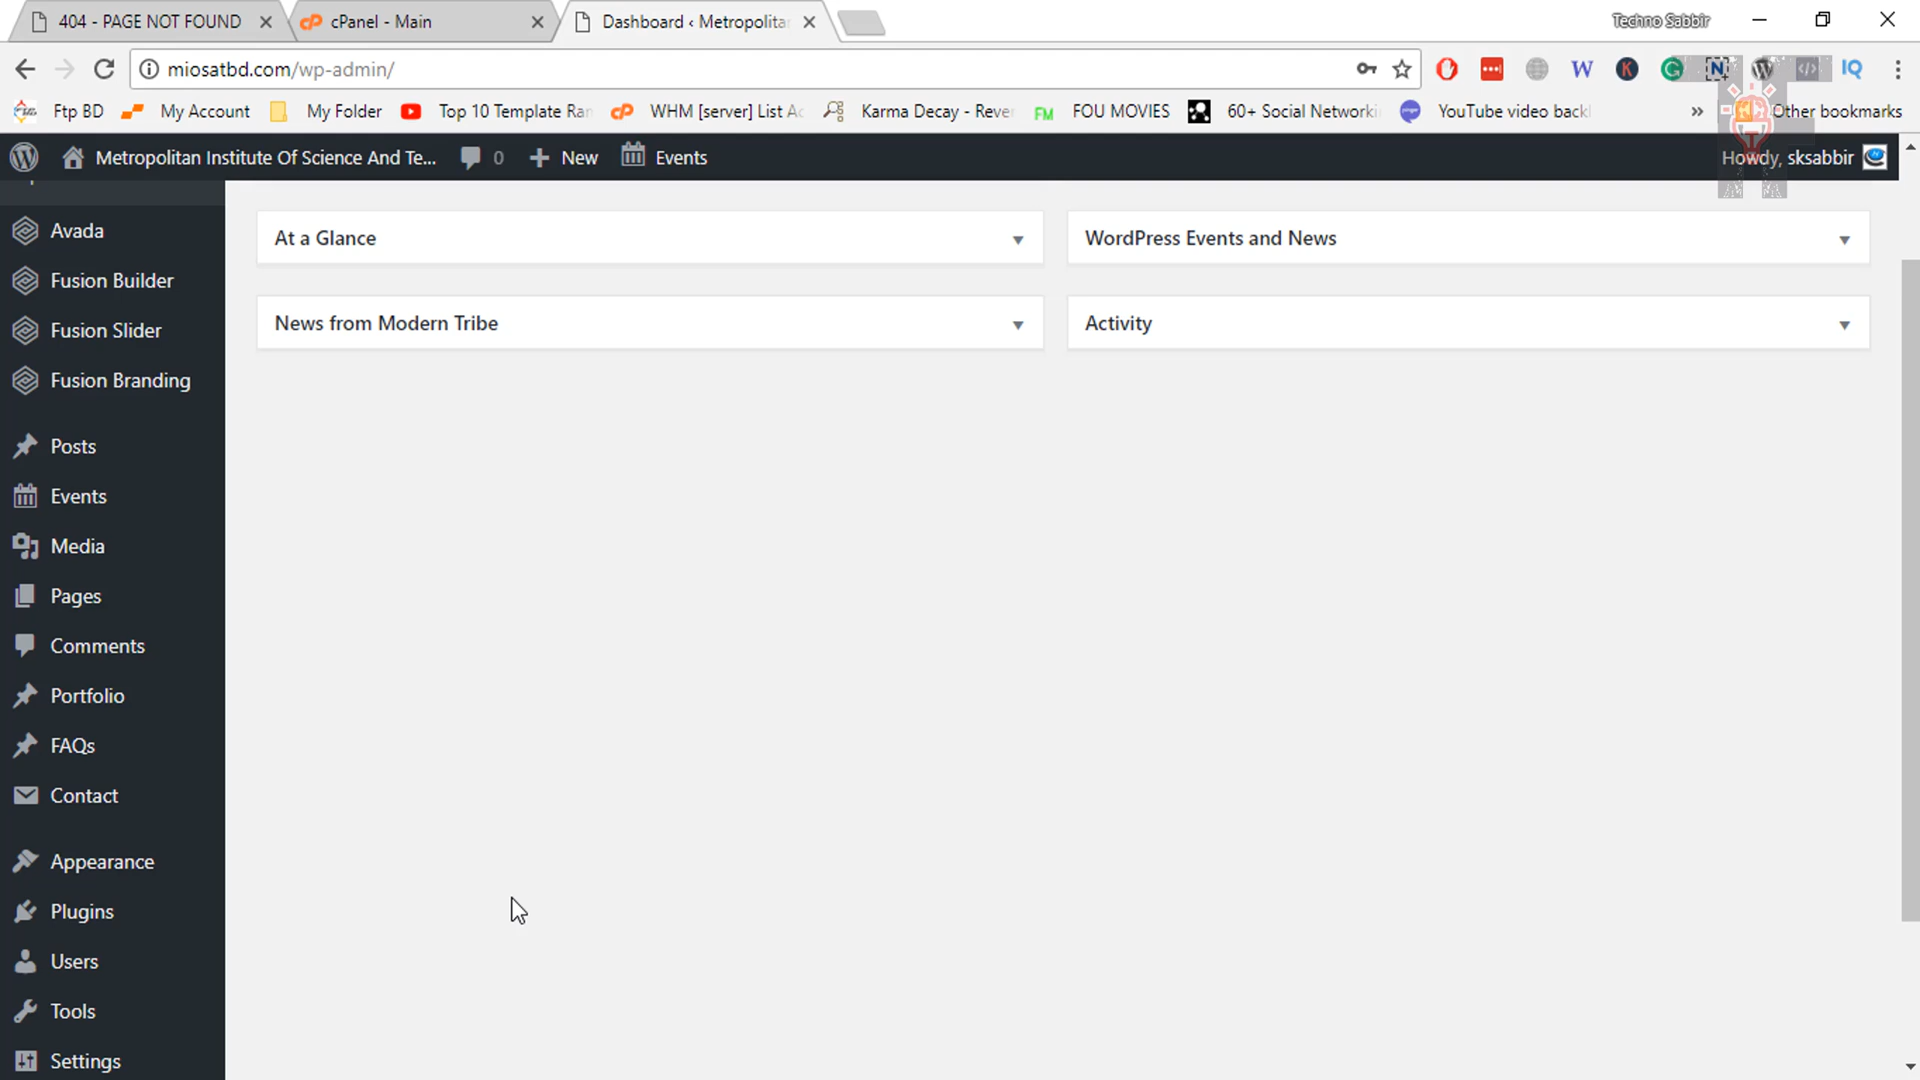 404 - PAGE NOT FOUND
cPanel - Main
Dashboard ‹ Metropolita
Techno Sabbir
miosatbd.com/wp-admin/
Ftp BD
My Account
My Folder
Top 10 Template Ran
WHM [server] List Ac
Karma Decay - Rever
FOU MOVIES
60+ Social Networki
YouTube video backl
Other bookmarks
Metropolitan Institute Of Science And Te...
0
New
Events
Howdy, sksabbir
Avada
Fusion Builder
Fusion Slider
Fusion Branding
Posts
Events
Media
Pages
Comments
Portfolio
FAQs
Contact
Appearance
Plugins
Users
Tools
Settings
At a Glance
WordPress Events and News
News from Modern Tribe
Activity